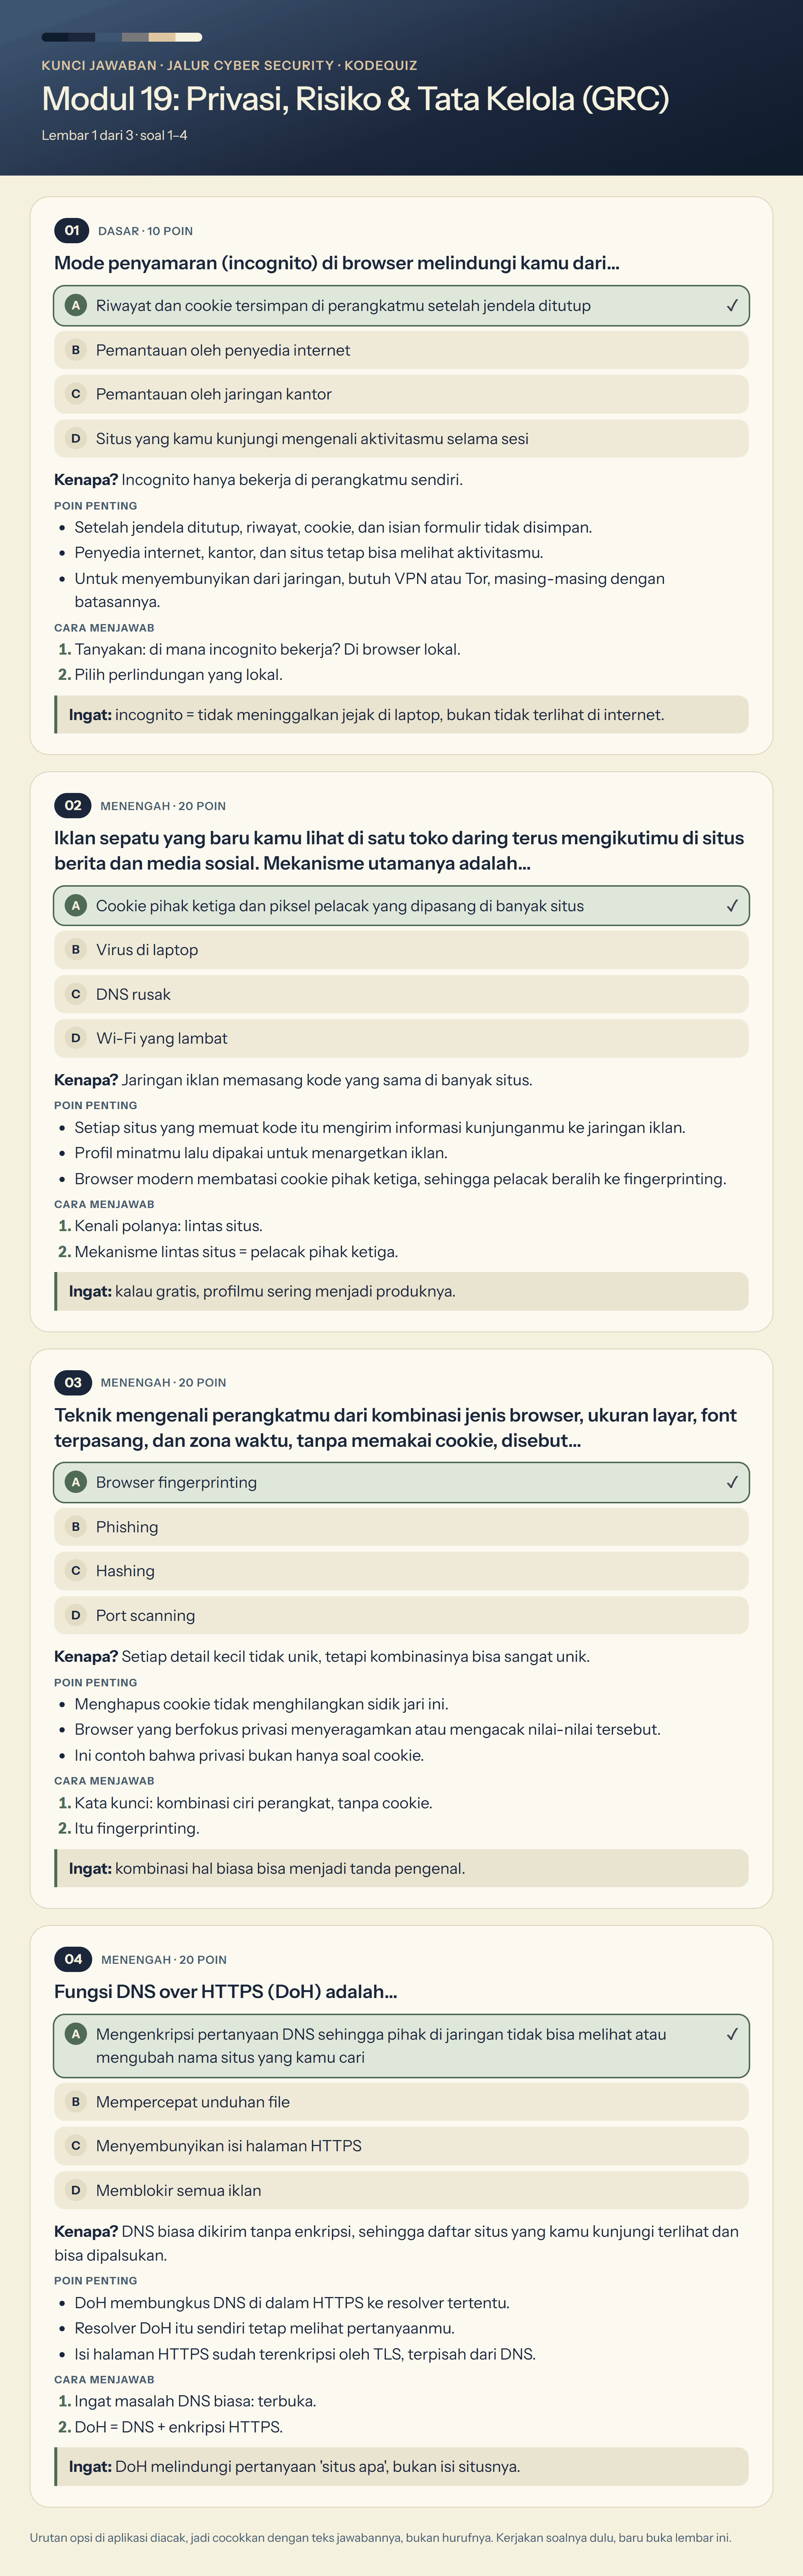 KUNCI JAWABAN · JALUR CYBER SECURITY · KODEQUIZ
Modul 19: Privasi, Risiko & Tata Kelola (GRC)
Lembar 1 dari 3 · soal 1–4
01 DASAR · 10 POIN
Mode penyamaran (incognito) di browser melindungi kamu dari...
A Riwayat dan cookie tersimpan di perangkatmu setelah jendela ditutup ✓
B Pemantauan oleh penyedia internet
C Pemantauan oleh jaringan kantor
D Situs yang kamu kunjungi mengenali aktivitasmu selama sesi
Kenapa? Incognito hanya bekerja di perangkatmu sendiri.
POIN PENTING
• Setelah jendela ditutup, riwayat, cookie, dan isian formulir tidak disimpan.
• Penyedia internet, kantor, dan situs tetap bisa melihat aktivitasmu.
• Untuk menyembunyikan dari jaringan, butuh VPN atau Tor, masing-masing dengan
batasannya.
CARA MENJAWAB
1. Tanyakan: di mana incognito bekerja? Di browser lokal.
2. Pilih perlindungan yang lokal.
Ingat: incognito = tidak meninggalkan jejak di laptop, bukan tidak terlihat di internet.
02 MENENGAH · 20 POIN
Iklan sepatu yang baru kamu lihat di satu toko daring terus mengikutimu di situs
berita dan media sosial. Mekanisme utamanya adalah...
A Cookie pihak ketiga dan piksel pelacak yang dipasang di banyak situs ✓
B Virus di laptop
C DNS rusak
D Wi-Fi yang lambat
Kenapa? Jaringan iklan memasang kode yang sama di banyak situs.
POIN PENTING
• Setiap situs yang memuat kode itu mengirim informasi kunjunganmu ke jaringan iklan.
• Profil minatmu lalu dipakai untuk menargetkan iklan.
• Browser modern membatasi cookie pihak ketiga, sehingga pelacak beralih ke fingerprinting.
CARA MENJAWAB
1. Kenali polanya: lintas situs.
2. Mekanisme lintas situs = pelacak pihak ketiga.
Ingat: kalau gratis, profilmu sering menjadi produknya.
03 MENENGAH · 20 POIN
Teknik mengenali perangkatmu dari kombinasi jenis browser, ukuran layar, font
terpasang, dan zona waktu, tanpa memakai cookie, disebut...
A Browser fingerprinting ✓
B Phishing
C Hashing
D Port scanning
Kenapa? Setiap detail kecil tidak unik, tetapi kombinasinya bisa sangat unik.
POIN PENTING
• Menghapus cookie tidak menghilangkan sidik jari ini.
• Browser yang berfokus privasi menyeragamkan atau mengacak nilai-nilai tersebut.
• Ini contoh bahwa privasi bukan hanya soal cookie.
CARA MENJAWAB
1. Kata kunci: kombinasi ciri perangkat, tanpa cookie.
2. Itu fingerprinting.
Ingat: kombinasi hal biasa bisa menjadi tanda pengenal.
04 MENENGAH · 20 POIN
Fungsi DNS over HTTPS (DoH) adalah...
A Mengenkripsi pertanyaan DNS sehingga pihak di jaringan tidak bisa melihat atau ✓
mengubah nama situs yang kamu cari
B Mempercepat unduhan file
C Menyembunyikan isi halaman HTTPS
D Memblokir semua iklan
Kenapa? DNS biasa dikirim tanpa enkripsi, sehingga daftar situs yang kamu kunjungi terlihat dan
bisa dipalsukan.
POIN PENTING
• DoH membungkus DNS di dalam HTTPS ke resolver tertentu.
• Resolver DoH itu sendiri tetap melihat pertanyaanmu.
• Isi halaman HTTPS sudah terenkripsi oleh TLS, terpisah dari DNS.
CARA MENJAWAB
1. Ingat masalah DNS biasa: terbuka.
2. DoH = DNS + enkripsi HTTPS.
Ingat: DoH melindungi pertanyaan 'situs apa', bukan isi situsnya.
Urutan opsi di aplikasi diacak, jadi cocokkan dengan teks jawabannya, bukan hurufnya. Kerjakan soalnya dulu, baru buka lembar ini.